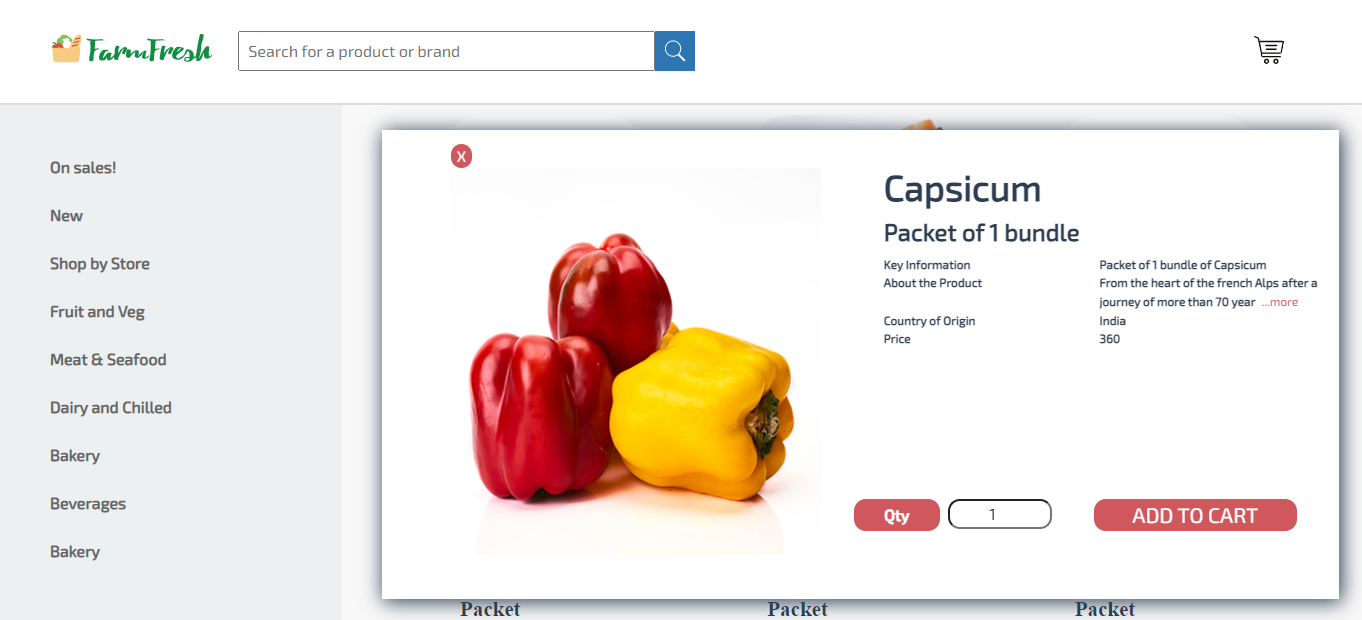 FarmFresh
Search for a product or brand
On sales!
New
Shop by Store
Fruit and Veg
Meat & Seafood
Dairy and Chilled
Bakery
Beverages
Bakery
X
Capsicum
Packet of 1 bundle
Key Information Packet of 1 bundle of Capsicum
About the Product From the heart of the french Alps after a
journey of more than 70 year ...more
Country of Origin India
Price 360
Qty 1 ADD TO CART
Packet Packet Packet